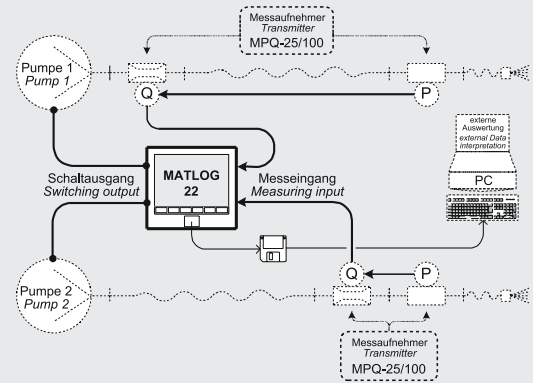 Messaufnehmer
Transmitter
MPQ-25/100
Pumpe 1
Pump 1
Q
P
externe
Auswertung
external Data
interpretation
PC
Schaltausgang
Switching output
MATLOG
22
Messeingang
Measuring input
Pumpe 2
Pump 2
Q
P
Messaufnehmer
Transmitter
MPQ-25/100